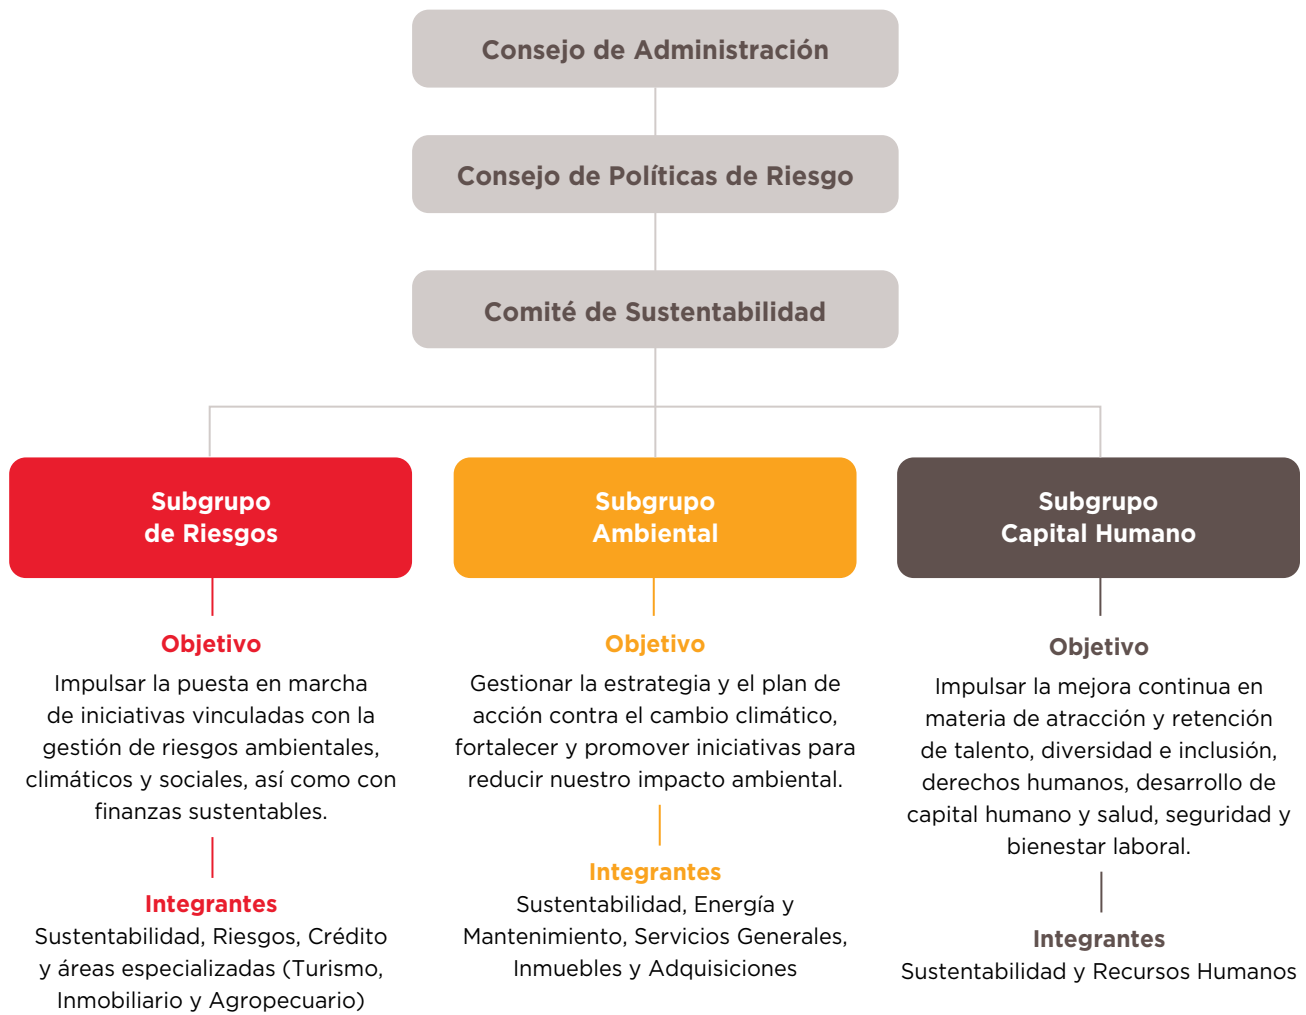 Consejo de Administración
Consejo de Políticas de Riesgo
Comité de Sustentabilidad
Subgrupo
de Riesgos
Objetivo
Impulsar la puesta en marcha
de iniciativas vinculadas con la
gestión de riesgos ambientales,
climáticos y sociales, así como con
finanzas sustentables.
Integrantes
Sustentabilidad, Riesgos, Crédito
y áreas especializadas (Turismo,
Inmobiliario y Agropecuario)
Subgrupo
Ambiental
Objetivo
Gestionar la estrategia y el plan de
acción contra el cambio climático,
fortalecer y promover iniciativas para
reducir nuestro impacto ambiental.
Integrantes
Sustentabilidad, Energía y
Mantenimiento, Servicios Generales,
Inmuebles y Adquisiciones
Subgrupo
Capital Humano
Objetivo
Impulsar la mejora continua en
materia de atracción y retención
de talento, diversidad e inclusión,
derechos humanos, desarrollo de
capital humano y salud, seguridad y
bienestar laboral.
Integrantes
Sustentabilidad y Recursos Humanos